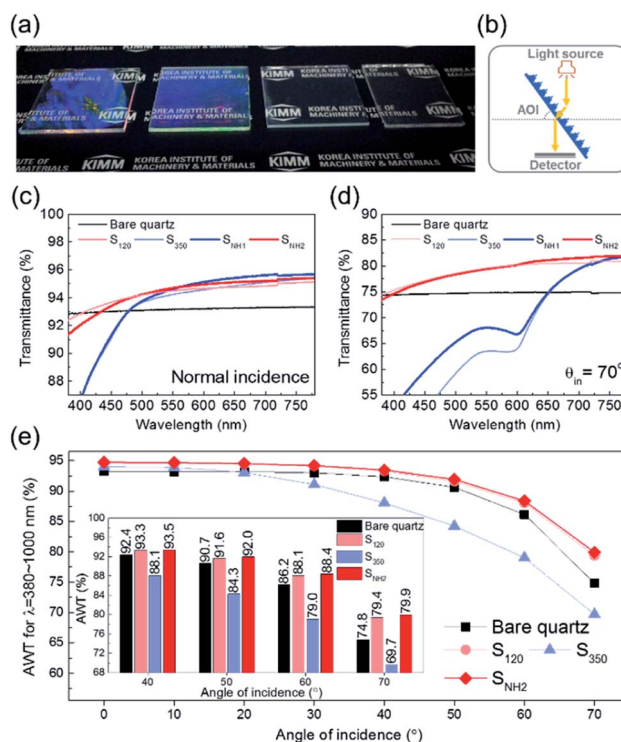 (a)
KOREA INSTITUTE OF
MACHINERY & MATERIALS
KIMM
KOREA INSTITUTE OF
MACHINERY & MATERIALS
KIMM
KOREA INSTITUTE OF
MACHINERY & MATERIALS
KIMM
KIMM
KOREA INSTITUTE OF
MACHINERY & MATERIALS
KIMM
(b)
Light source
AOI
Detector
(c)
Bare quartz
S120 S350 SNH1 SNH2
Transmittance (%)
96
94
92
90
88
Normal incidence
400 450 500 550 600 650 700 750
Wavelength (nm)
(d)
Bare quartz
S120 S350 SNH1 SNH2
Transmittance (%)
90
85
80
75
70
65
60
55
θin = 70°
400 450 500 550 600 650 700 750
Wavelength (nm)
(e)
AWT for λ=380~1000 nm (%)
95
90
85
80
75
70
65
Bare quartz
S120
S350
SNH2
AWT (%)
96
92
88
84
80
76
72
68
92.4 93.3 88.1 93.5
90.7 91.6 84.3 92.0
86.2 88.1 79.0 88.4
74.8 79.4 69.7 79.9
40 50 60 70
Angle of incidence (°)
Bare quartz
S120 S350
SNH2
0 10 20 30 40 50 60 70
Angle of incidence (°)